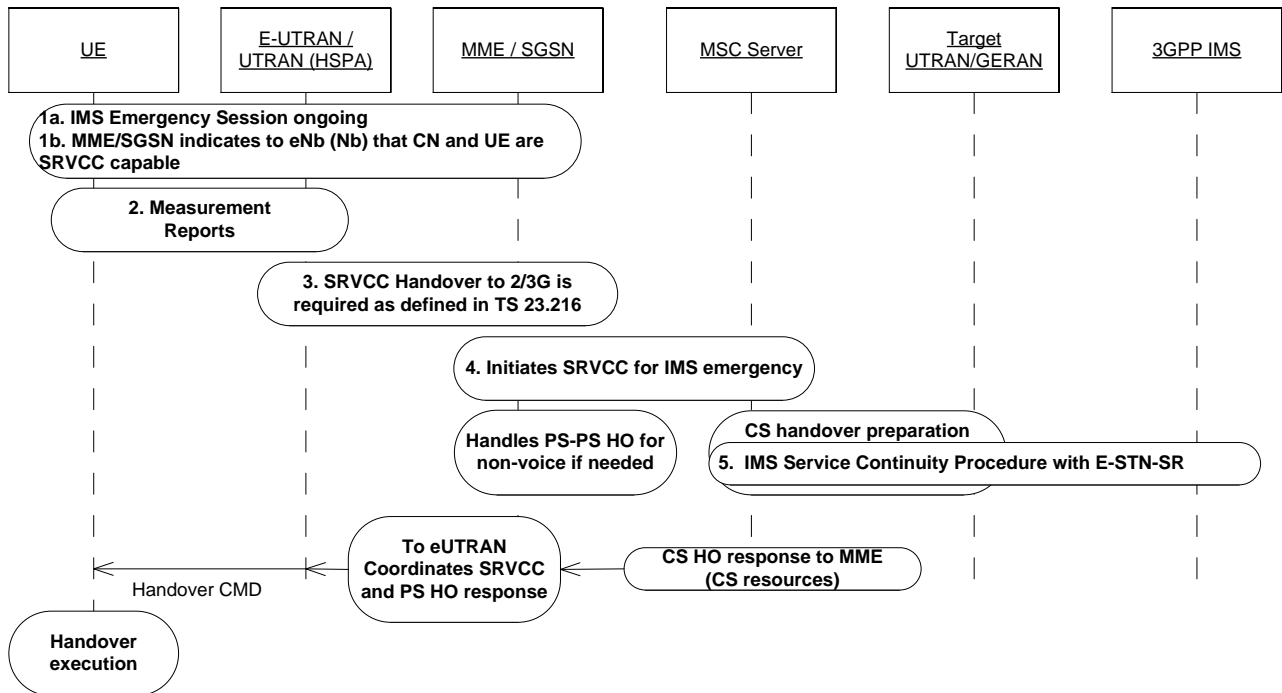 UE
E-UTRAN /
UTRAN (HSPA)
MME / SGSN
MSC Server
Target
UTRAN/GERAN
3GPP IMS
1a. IMS Emergency Session ongoing
1b. MME/SGSN indicates to eNb (Nb) that CN and UE are
SRVCC capable
2. Measurement
Reports
3. SRVCC Handover to 2/3G is
required as defined in TS 23.216
4. Initiates SRVCC for IMS emergency
Handles PS-PS HO for
non-voice if needed
CS handover preparation
5. IMS Service Continuity Procedure with E-STN-SR
To eUTRAN
Coordinates SRVCC
and PS HO response
CS HO response to MME
(CS resources)
Handover CMD
Handover
execution